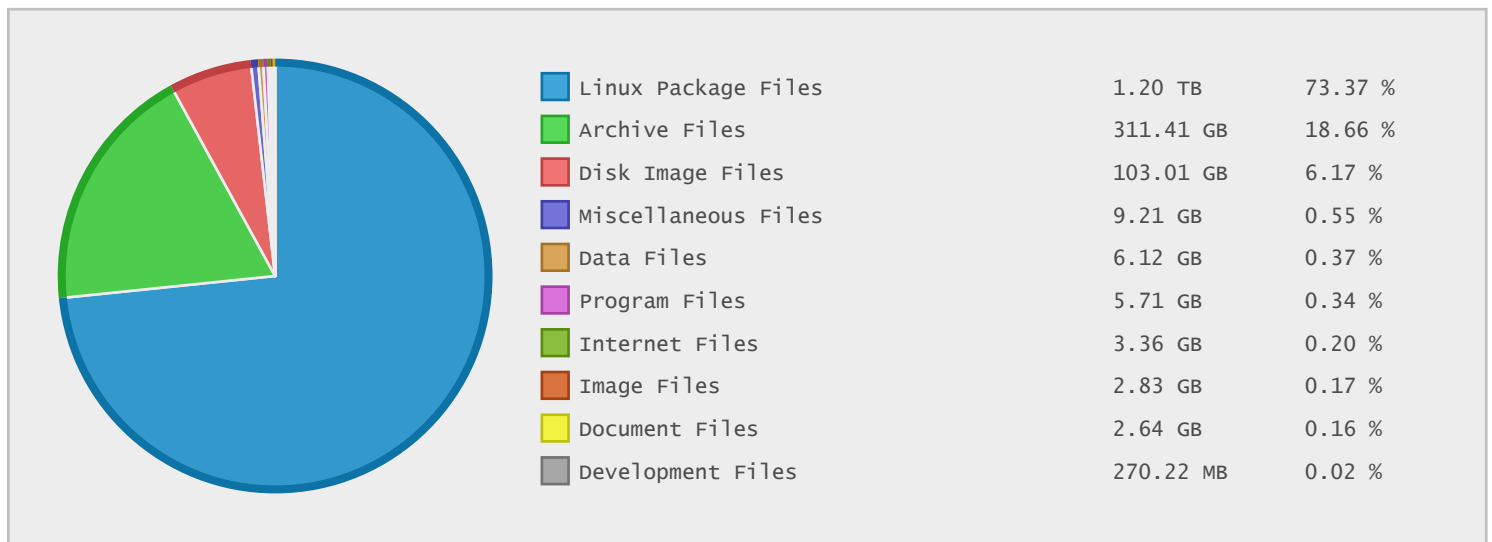 Linux Package Files 1.20 TB 73.37 %
Archive Files 311.41 GB 18.66 %
Disk Image Files 103.01 GB 6.17 %
Miscellaneous Files 9.21 GB 0.55 %
Data Files 6.12 GB 0.37 %
Program Files 5.71 GB 0.34 %
Internet Files 3.36 GB 0.20 %
Image Files 2.83 GB 0.17 %
Document Files 2.64 GB 0.16 %
Development Files 270.22 MB 0.02 %